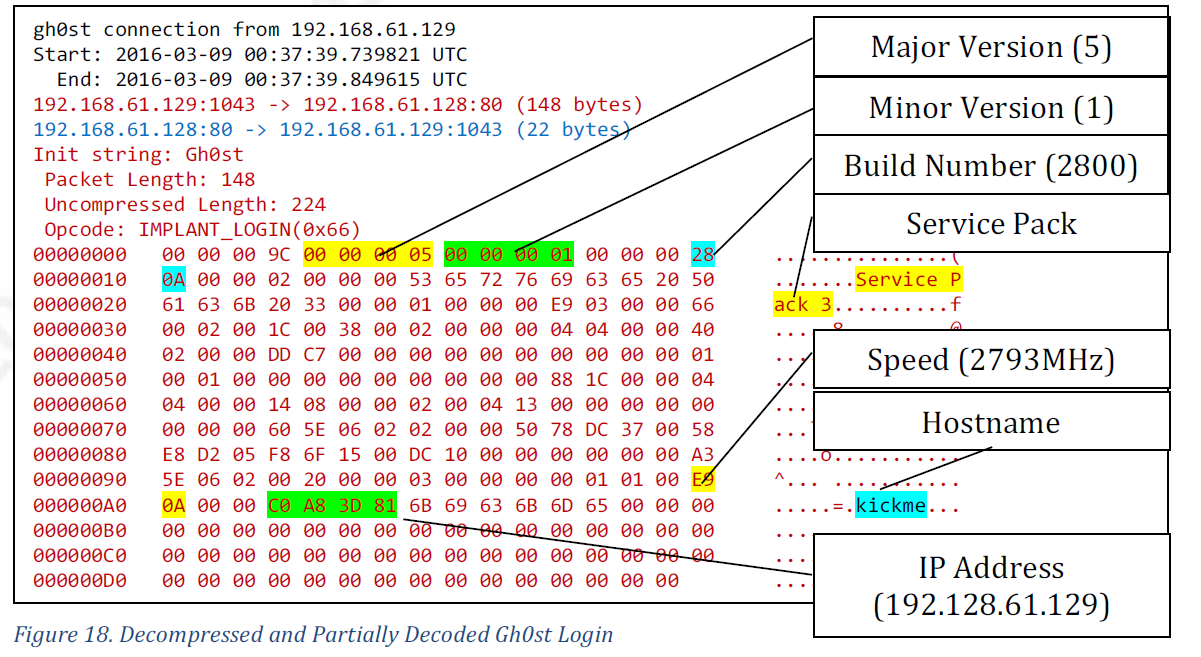 gh0st connection from 192.168.61.129
Start: 2016-03-09 00:37:39.739821 UTC
End: 2016-03-09 00:37:39.849615 UTC
192.168.61.129:1043 -> 192.168.61.128:80 (148 bytes)
192.168.61.128:80 -> 192.168.61.129:1043 (22 bytes)
Init string: Gh0st
Packet Length: 148
Uncompressed Length: 224
Opcode: IMPLANT_LOGIN(0x66)
00000000 00 00 00 9C 00 00 00 05 00 00 00 01 00 00 00 28 ...............(
00000010 0A 00 00 02 00 00 00 53 65 72 76 69 63 65 20 50 .......Service P
00000020 61 63 6B 20 33 00 00 01 00 00 00 E9 03 00 00 66 ack 3..........f
00000030 00 02 00 1C 00 38 00 02 00 00 00 04 04 00 00 40 ....
00000040 02 00 00 DD C7 00 00 00 00 00 00 00 00 00 00 01 ...
00000050 00 01 00 00 00 00 00 00 00 00 00 88 1C 00 00 04 ...
00000060 04 00 00 14 08 00 00 02 00 04 13 00 00 00 00 00 ...
00000070 00 00 00 60 5E 06 02 02 00 00 00 50 78 DC 37 00 58 ...
00000080 E8 D2 05 F8 6F 15 00 DC 10 00 00 00 00 00 00 A3 ....o...........
00000090 5E 06 02 00 20 00 00 03 00 00 00 00 01 01 00 E9 ^... ...........
000000A0 0A 00 00 00 C0 A8 3D 81 6B 69 63 6B 6D 65 00 00 00 .....=.kickme...
000000B0 00 00 00 00 00 00 00 00 00 00 00 00 00 00 00 00 ...
000000C0 00 00 00 00 00 00 00 00 00 00 00 00 00 00 00 00 ...
000000D0 00 00 00 00 00 00 00 00 00 00 00 00 00 00 00 ...
Major Version (5)
Minor Version (1)
Build Number (2800)
Service Pack
Speed (2793MHz)
Hostname
IP Address
(192.128.61.129)
Figure 18. Decompressed and Partially Decoded Gh0st Login